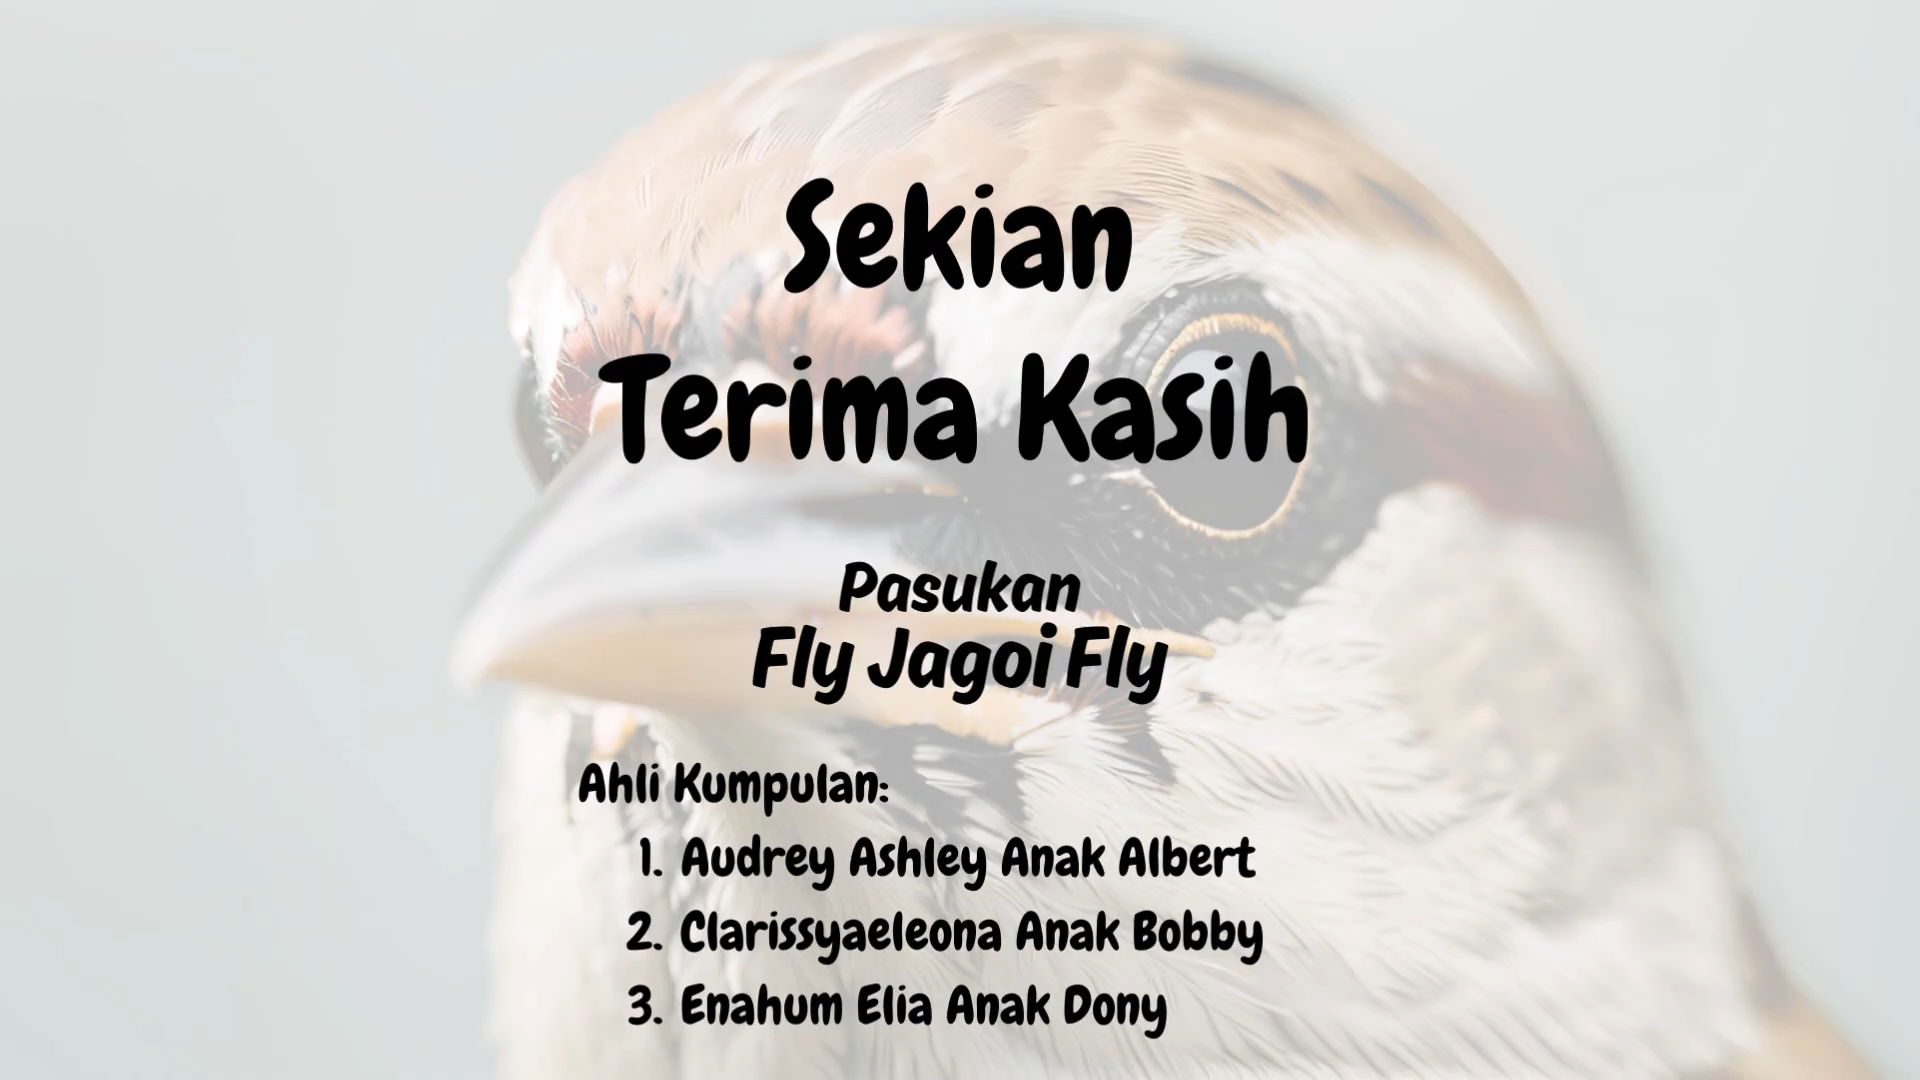 Sekian
Terima Kasih
Pasukan
Fly Jagoi Fly
Ahli Kumpulan:
1. Audrey Ashley Anak Albert
2. Clarissyaeleona Anak Bobby
3. Enahum Elia Anak Dony